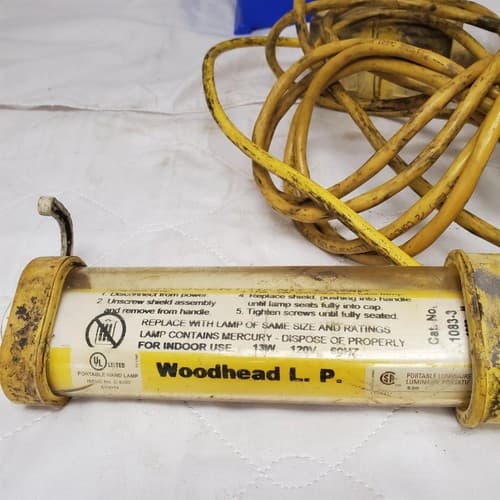 1. Disconnect from power.
2. Unscrew shield assembly
and remove from handle.
4. Replace shield, pushing into handle
until lamp seats fully into cap.
5. Tighten screws until fully seated.
REPLACE WITH LAMP OF SAME SIZE AND RATINGS
LAMP CONTAINS MERCURY - DISPOSE OF PROPERLY
FOR INDOOR USE 13W 120V 60HZ
Cat. No.
1083-3
UL LISTED
PORTABLE HAND LAMP
Woodhead L. P.
PORTABLE LUMINAIRE